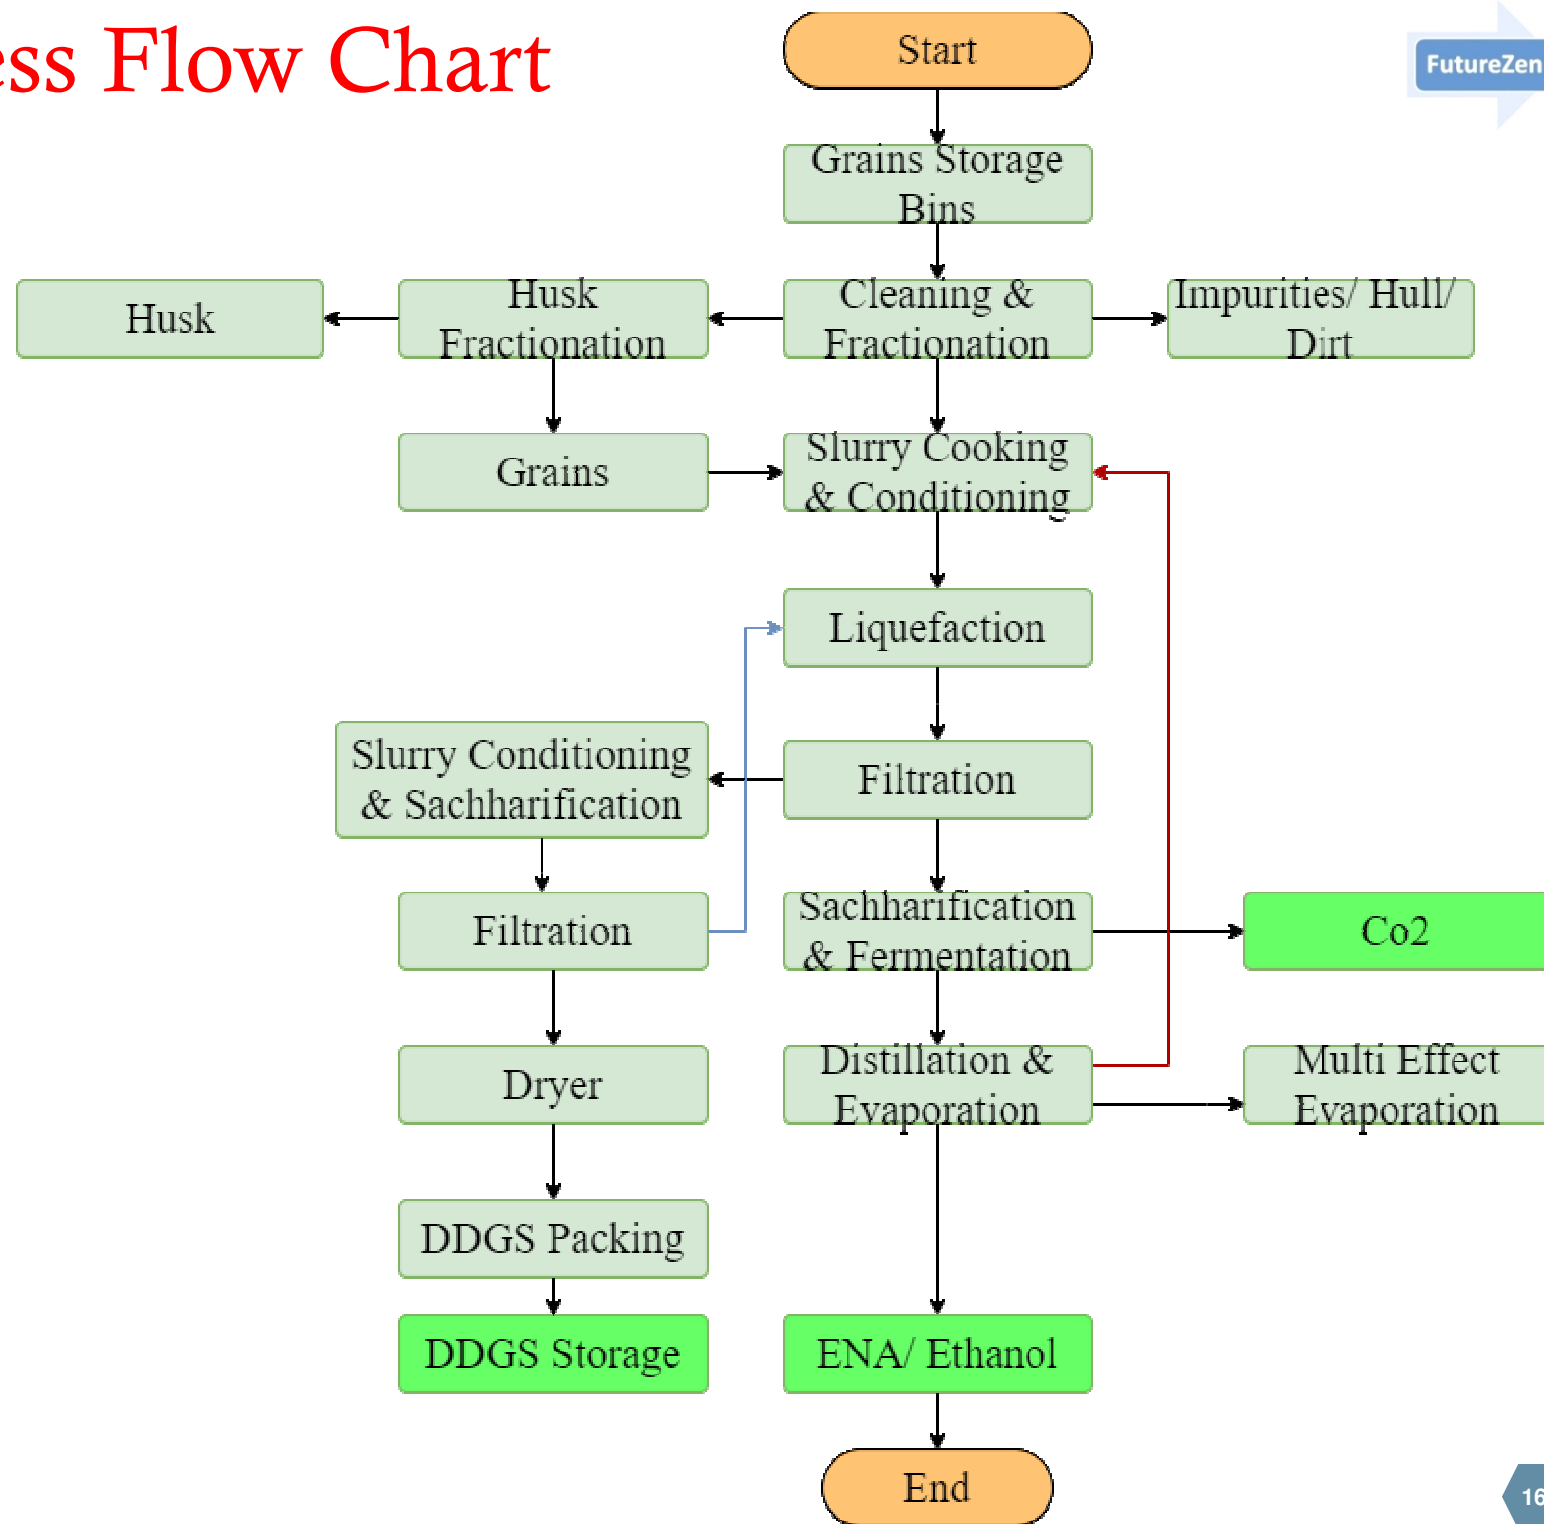 ess Flow Chart
Start
FutureZen
Grains Storage
Bins
Husk
Husk
Fractionation
Cleaning &
Fractionation
Impurities/ Hull/
Dirt
Grains
Slurry Cooking
& Conditioning
Liquefaction
Slurry Conditioning
& Sachharification
Filtration
Filtration
Sachharification
& Fermentation
Co2
Dryer
Distillation &
Evaporation
Multi Effect
Evaporation
DDGS Packing
DDGS Storage
ENA/ Ethanol
End
16